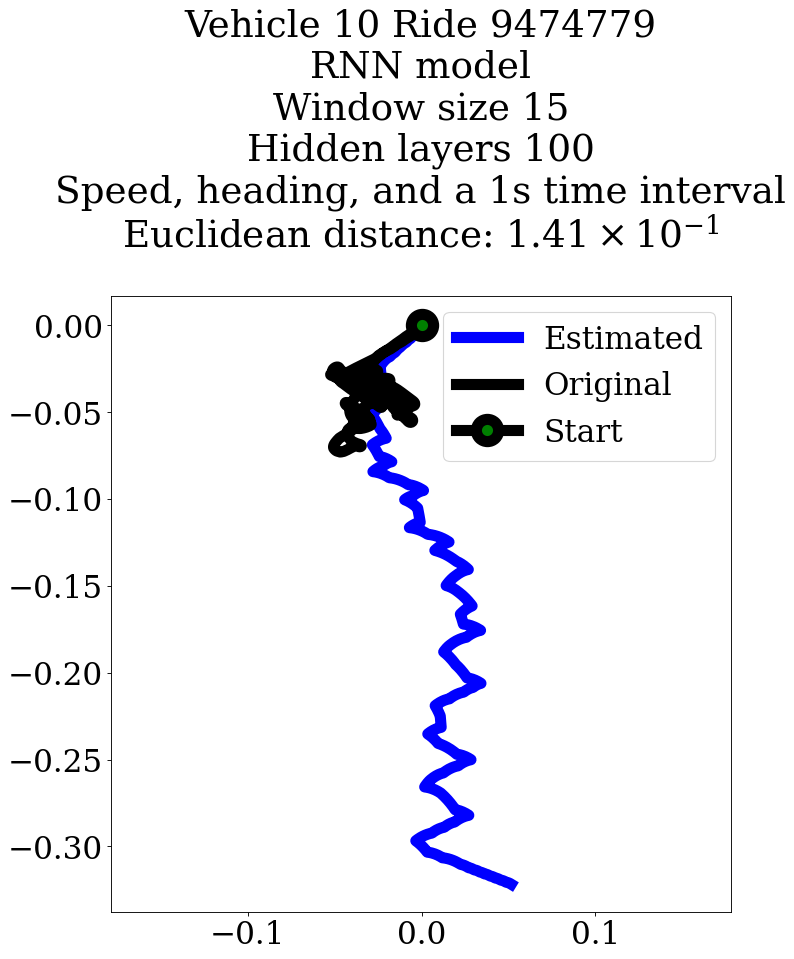 Vehicle 10 Ride 9474779
RNN model
Window size 15
Hidden layers 100
Speed, heading, and a 1s time interval
Euclidean distance: 1.41 × 10⁻¹
Estimated
Original
Start
0.00
−0.05
−0.10
−0.15
−0.20
−0.25
−0.30
−0.1
0.0
0.1